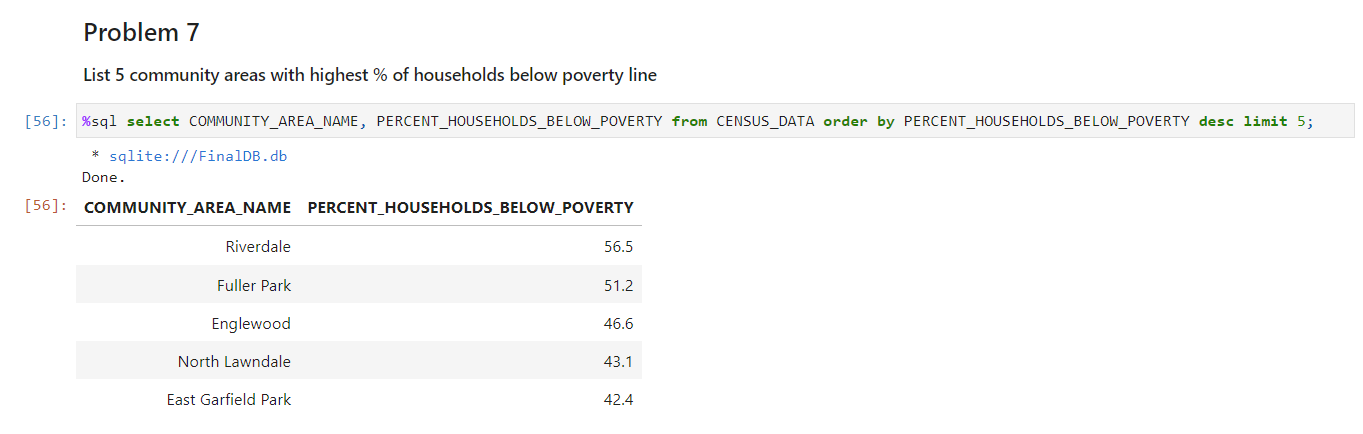 Problem 7
List 5 community areas with highest % of households below poverty line
[56]: %sql select COMMUNITY_AREA_NAME, PERCENT_HOUSEHOLDS_BELOW_POVERTY from CENSUS_DATA order by PERCENT_HOUSEHOLDS_BELOW_POVERTY desc limit 5;
* sqlite:///FinalDB.db
Done.
[56]: COMMUNITY_AREA_NAME PERCENT_HOUSEHOLDS_BELOW_POVERTY
Riverdale 56.5
Fuller Park 51.2
Englewood 46.6
North Lawndale 43.1
East Garfield Park 42.4